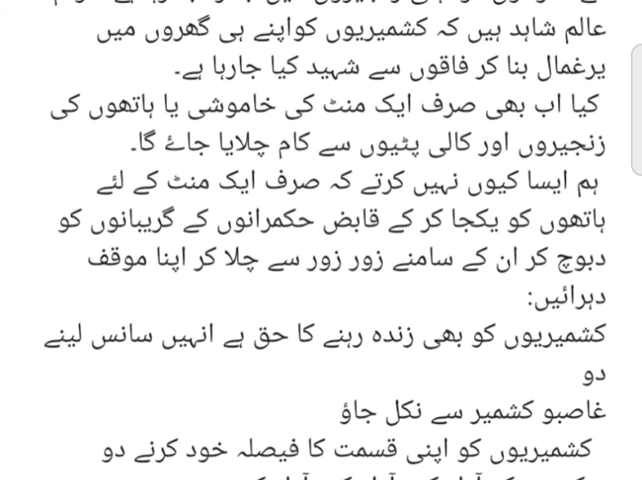 عالم شاہد ہیں کہ کشمیریوں کواپنے ہی گھروں میں
یرغمال بنا کر فاقوں سے شہید کیا جارہا ہے۔
کیا اب بھی صرف ایک منٹ کی خاموشی یا ہاتھوں کی
زنجیروں اور کالی پٹیوں سے کام چلایا جاۓ گا۔
ہم ایسا کیوں نہیں کرتے کہ صرف ایک منٹ کے لئے
ہاتھوں کو یکجا کر کے قابض حکمرانوں کے گریبانوں کو
دبوچ کر ان کے سامنے زور زور سے چلا کر اپنا موقف
دہرائیں:
کشمیریوں کو بھی زندہ رہنے کا حق ہے انہیں سانس لینے
دو
غاصبو کشمیر سے نکل جاؤ
کشمیریوں کو اپنی قسمت کا فیصلہ خود کرنے دو